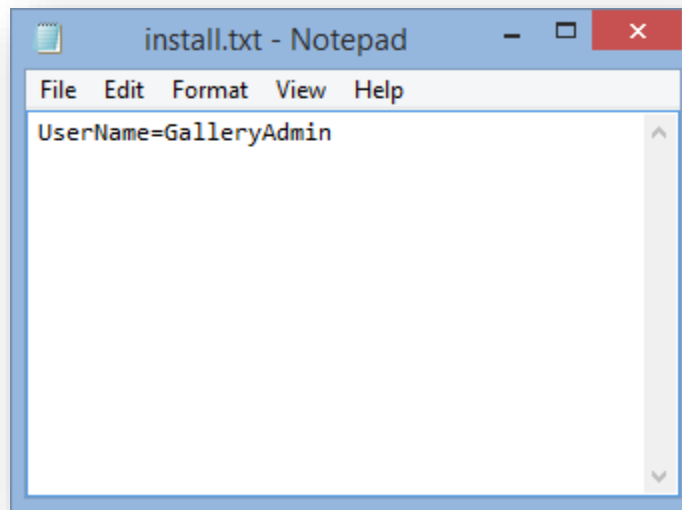 install.txt - Notepad
File Edit Format View Help
UserName=GalleryAdmin